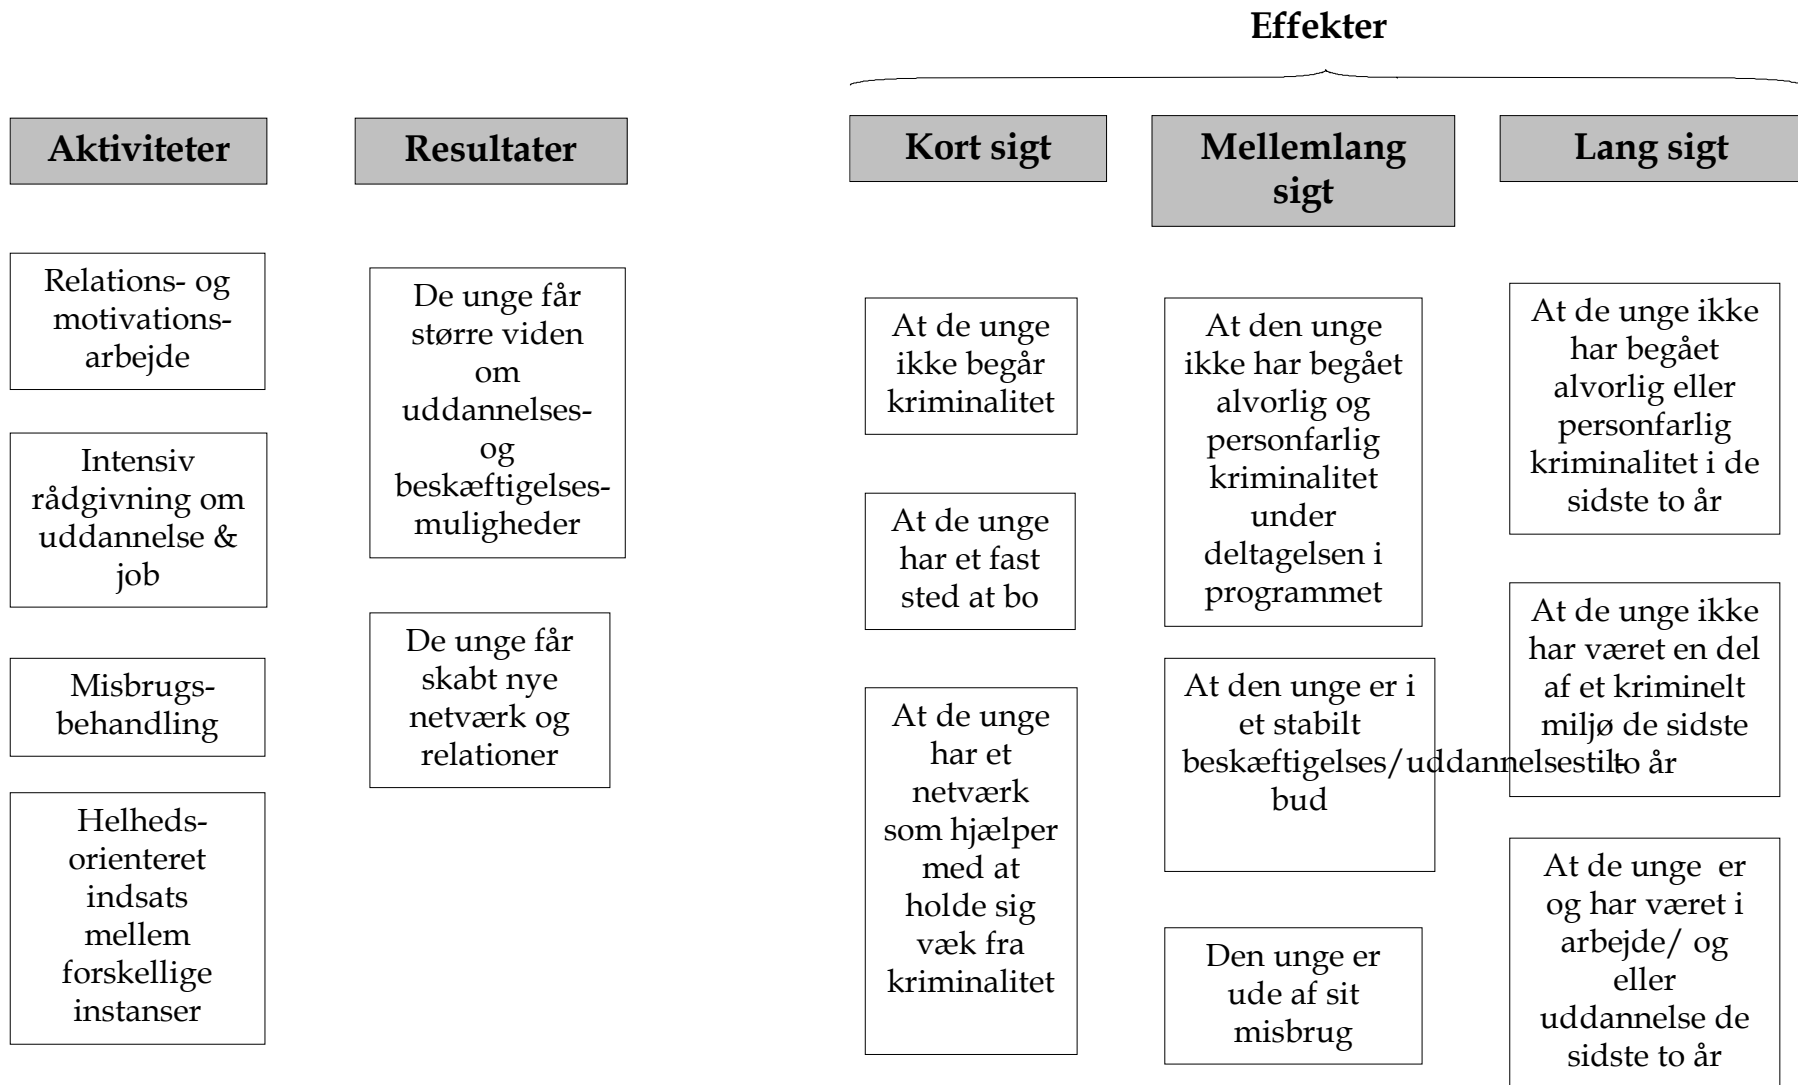 Effekter
Aktiviteter
Resultater
Kort sigt
Mellemlang
sigt
Lang sigt
Relations- og
motivations-
arbejde
Intensiv
rådgivning om
uddannelse &
job
Misbrugs-
behandling
Helheds-
orienteret
indsats
mellem
forskellige
instanser
De unge får
større viden
om
uddannelses-
og
beskæftigelses-
muligheder
De unge får
skabt nye
netværk og
relationer
At de unge
ikke begår
kriminalitet
At de unge
har et fast
sted at bo
At de unge
har et
netværk
som hjælper
med at
holde sig
væk fra
kriminalitet
At den unge
ikke har begået
alvorlig og
personfarlig
kriminalitet
under
deltagelsen i
programmet
At den unge er i
et stabilt
beskæftigelses/uddannelsestil-
bud
Den unge er
ude af sit
misbrug
At de unge ikke
har begået
alvorlig eller
personfarlig
kriminalitet i de
sidste to år
At de unge ikke
har været en del
af et kriminelt
miljø de sidste
to år
At de unge  er
og har været i
arbejde/ og
eller
uddannelse de
sidste to år